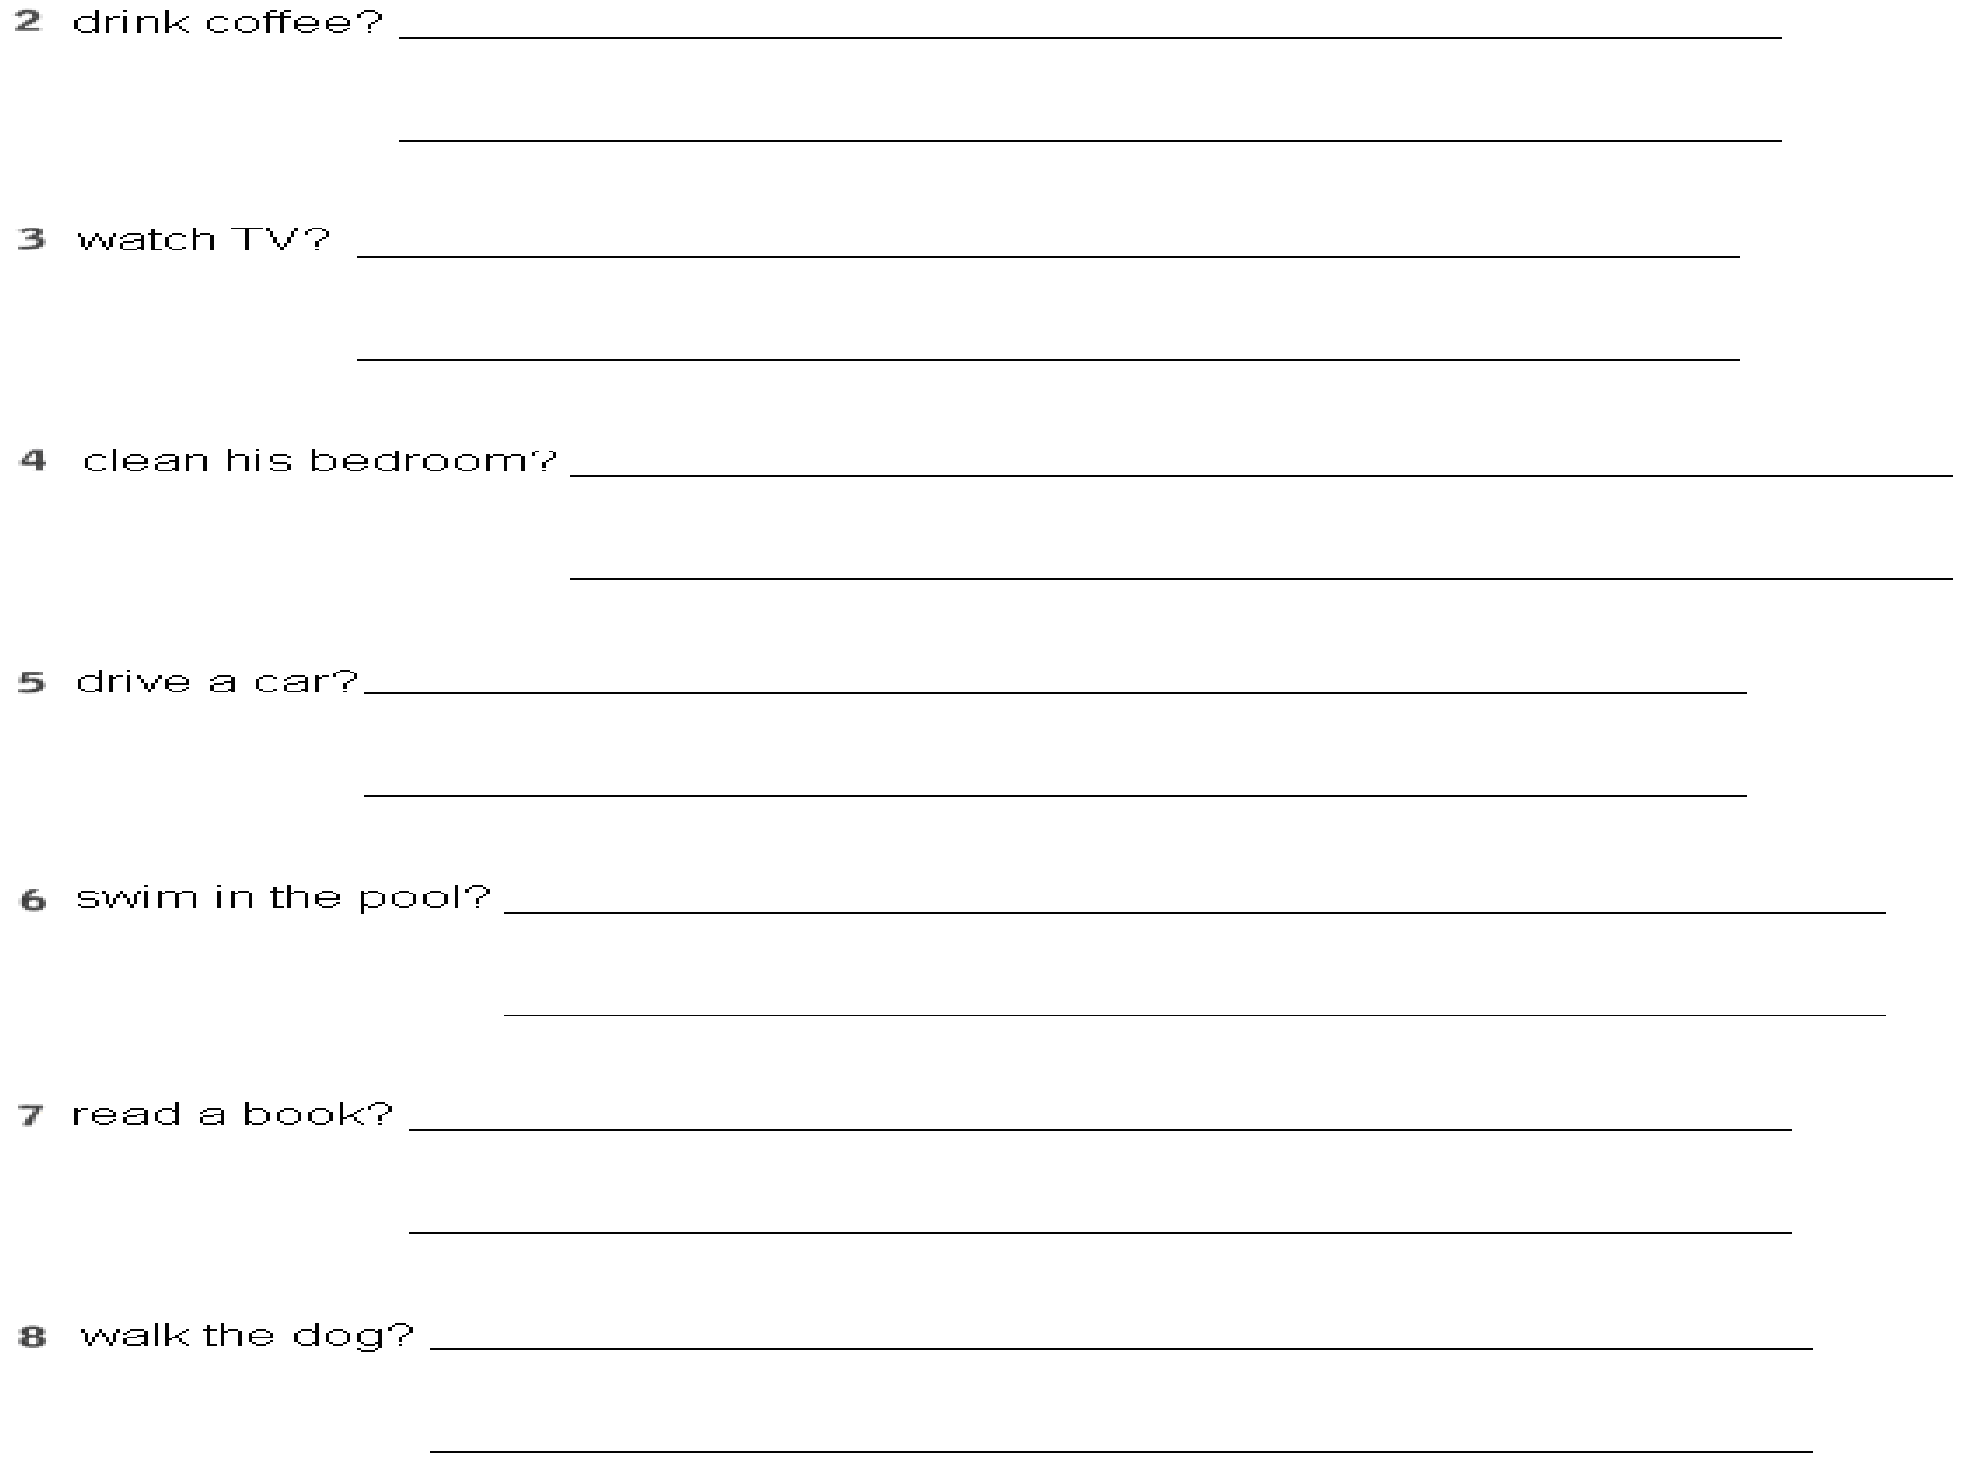 2 drink coffee?
3 watch TV?
4 clean his bedroom?
5 drive a car?
6 swim in the pool?
7 read a book?
8 walk the dog?